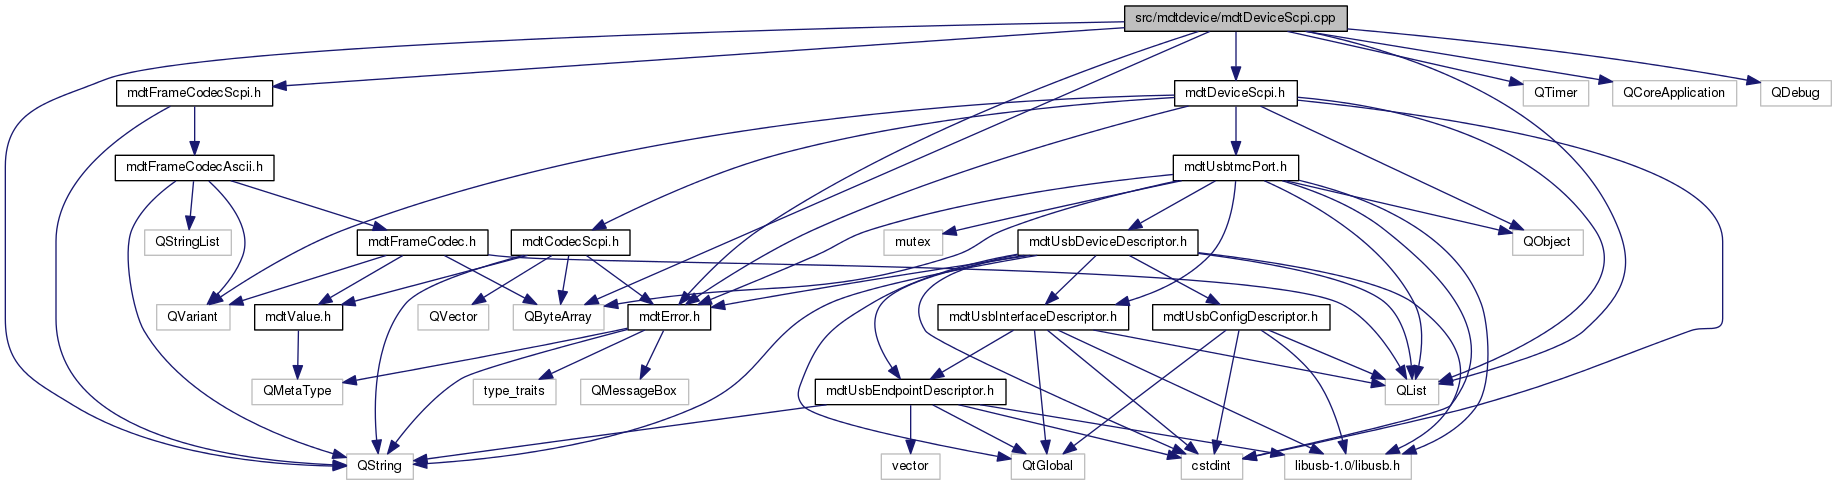 src/mdtdevice/mdtDeviceScpi.cpp
mdtFrameCodecScpi.h
mdtDeviceScpi.h
QTimer
QCoreApplication
QDebug
mdtFrameCodecAscii.h
mdtUsbtmcPort.h
QStringList
mdtFrameCodec.h
mdtCodecScpi.h
mutex
mdtUsbDeviceDescriptor.h
QObject
QVariant
mdtValue.h
QVector
QByteArray
mdtError.h
mdtUsbInterfaceDescriptor.h
mdtUsbConfigDescriptor.h
QMetaType
type_traits
QMessageBox
mdtUsbEndpointDescriptor.h
QList
QString
vector
QtGlobal
cstdint
libusb-1.0/libusb.h